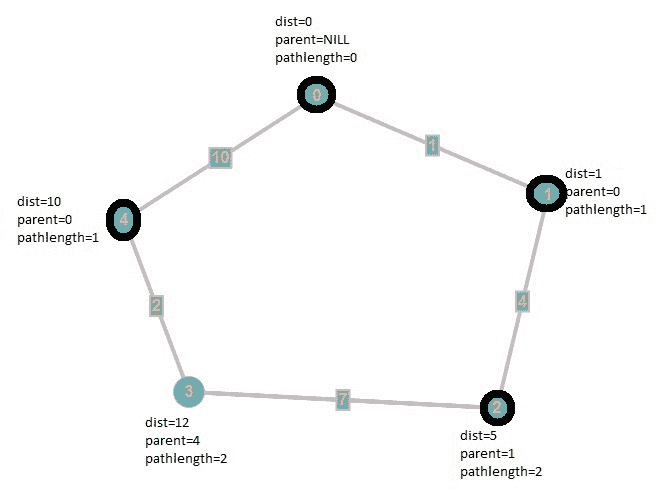 dist=0
parent=NILL
pathlength=0
0
10
1
1
dist=1
parent=0
pathlength=1
dist=10
parent=0
pathlength=1
4
2
4
3
7
2
dist=12
parent=4
pathlength=2
dist=5
parent=1
pathlength=2